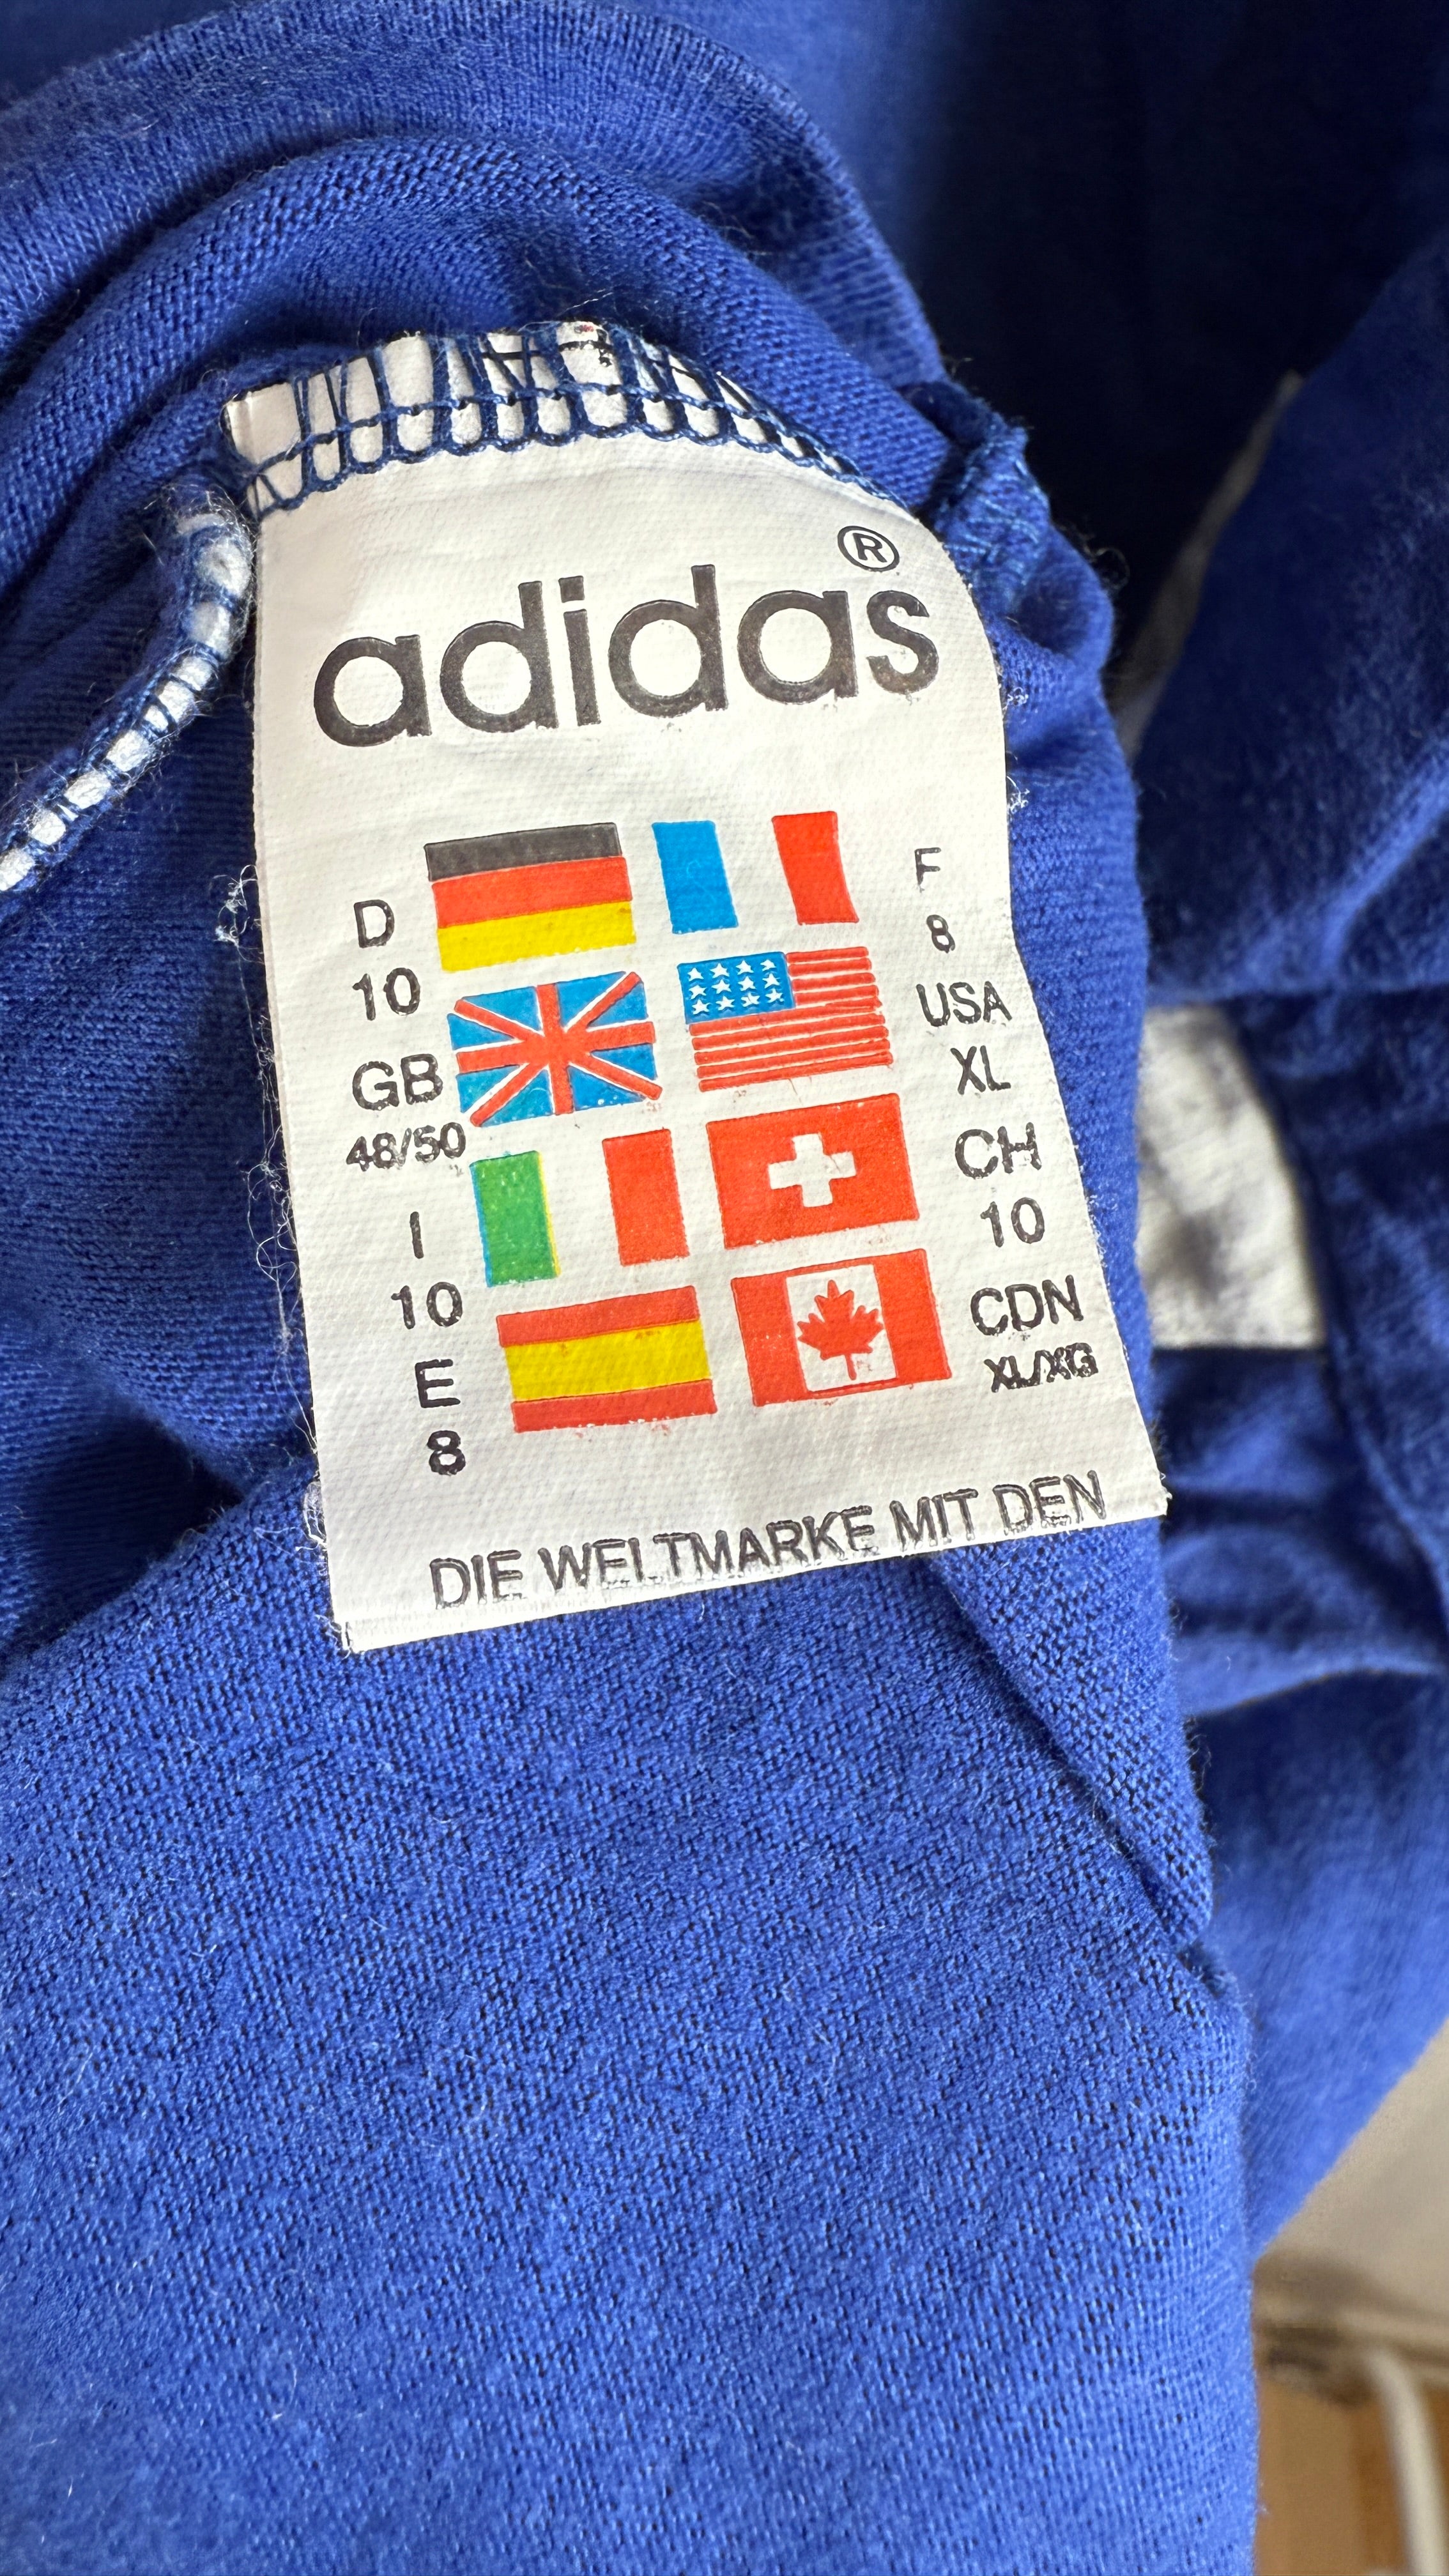 adidas®
D
10
GB
48/50
I
10
E
8
F
8
USA
XL
CH
10
CDN
XL/XG
DIE WELTMARKE MIT DEN